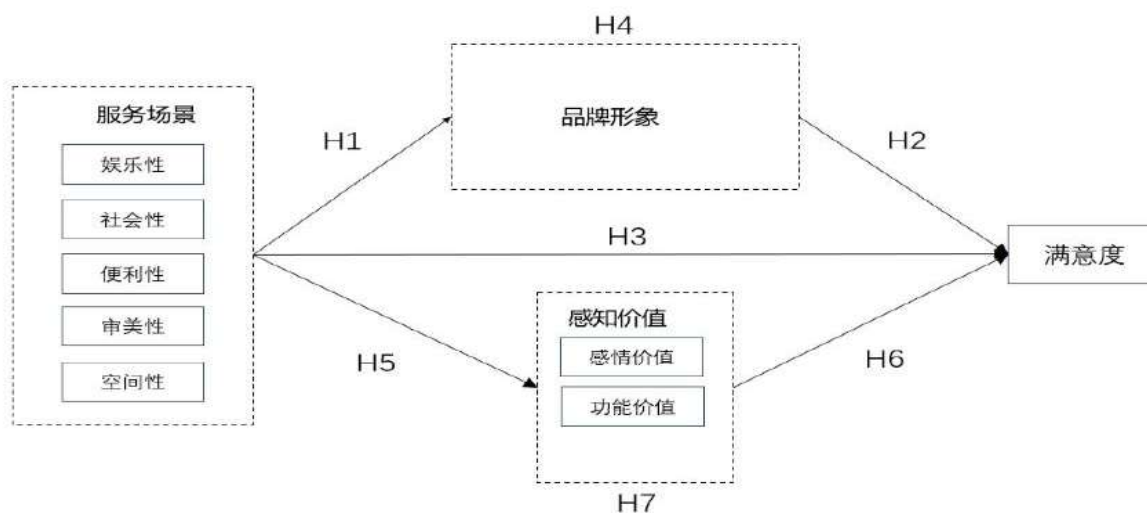 H4
服务场景
娱乐性
社会性
便利性
审美性
空间性
H1
品牌形象
H2
H3
满意度
H5
感知价值
感情价值
功能价值
H6
H7